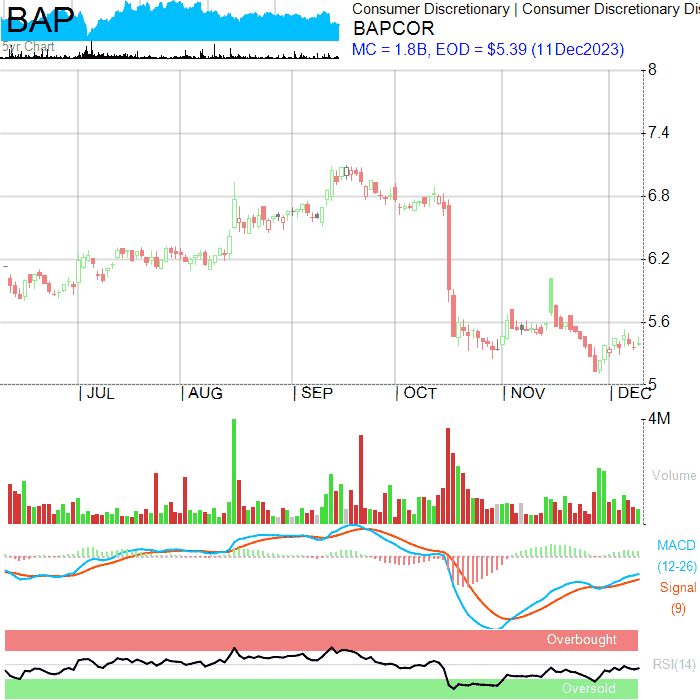 BAP
5yr Chart
Consumer Discretionary | Consumer Discretionary Dis
BAPCOR
MC = 1.8B, EOD = $5.39 (11Dec2023)
8
7.4
6.8
6.2
5.6
5
JUL AUG SEP OCT NOV DEC
4M
Volume
MACD
(12-26)
Signal
(9)
Overbought
RSI(14)
Oversold